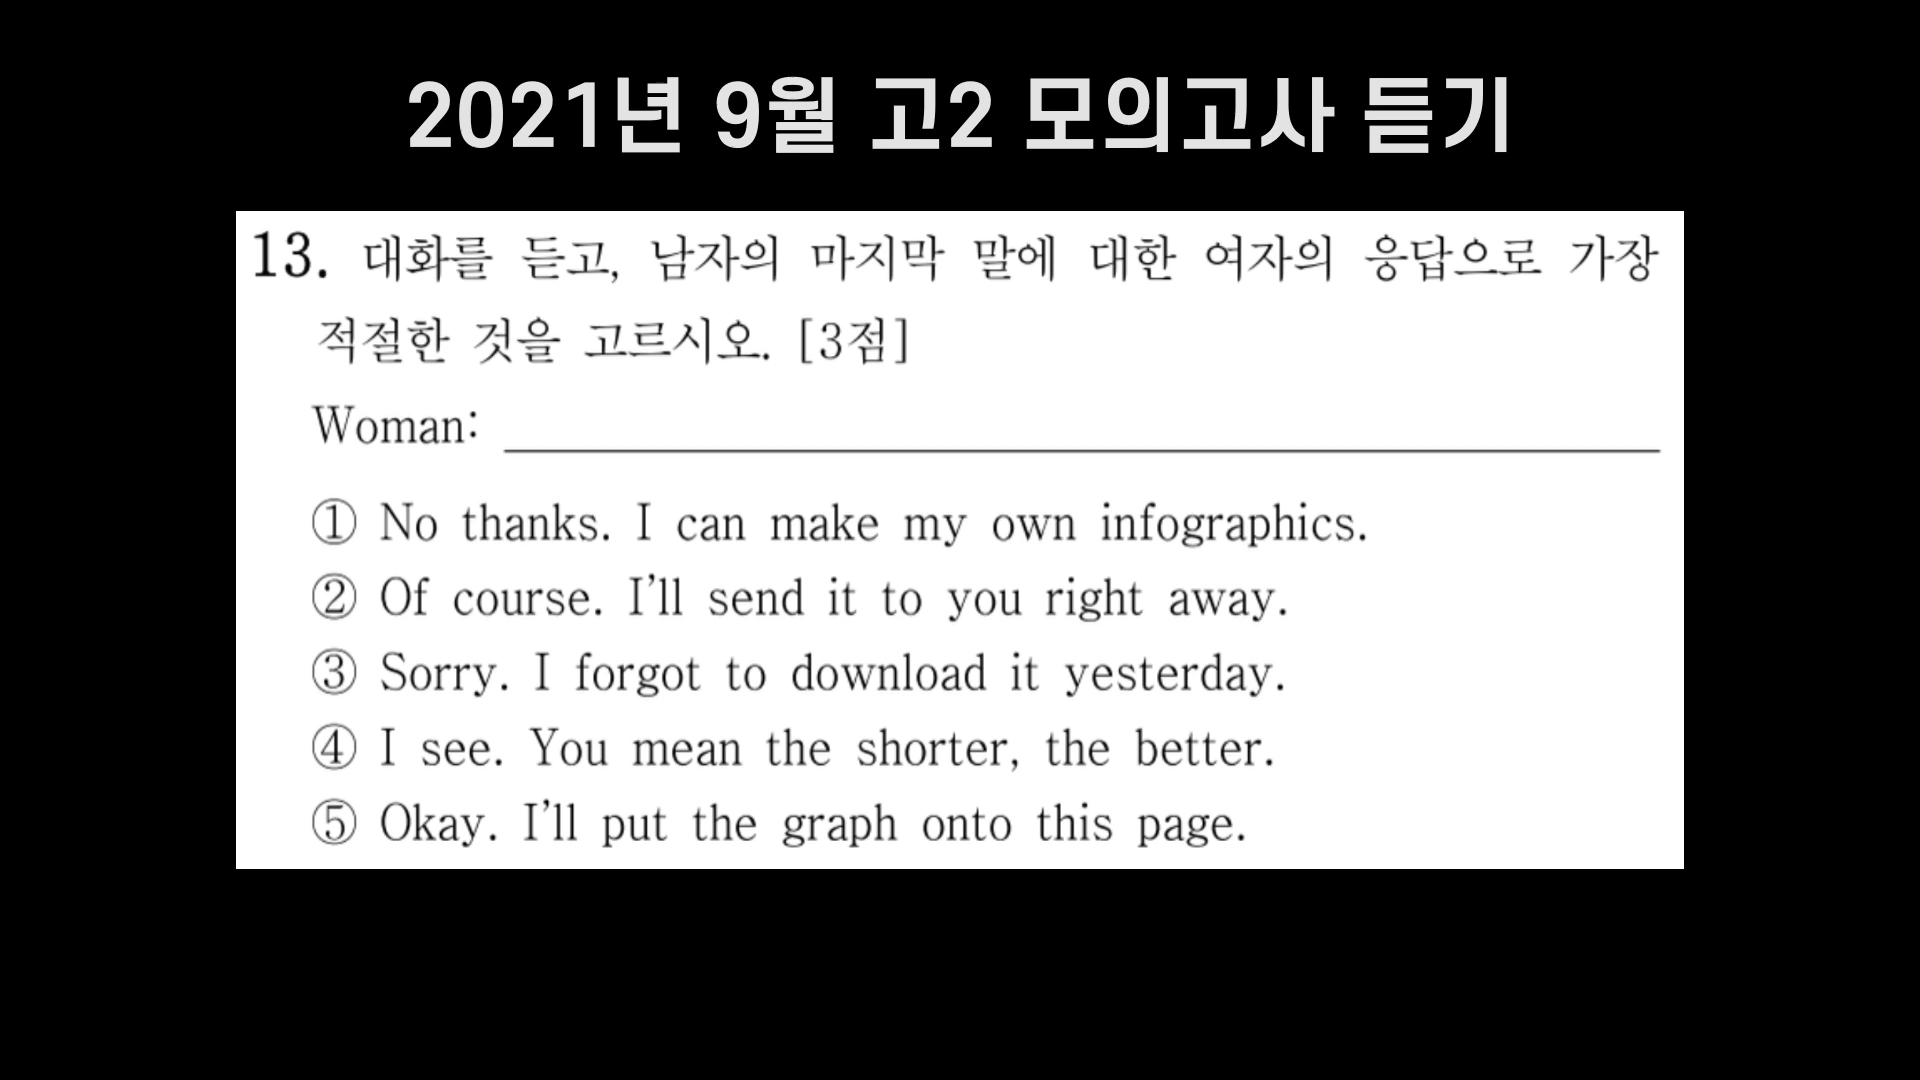 2021년 9월 고2 모의고사 듣기
13. 대화를 듣고, 남자의 마지막 말에 대한 여자의 응답으로 가장
적절한 것을 고르시오. [3점]
Woman: 
① No thanks. I can make my own infographics.
② Of course. I’ll send it to you right away.
③ Sorry. I forgot to download it yesterday.
④ I see. You mean the shorter, the better.
⑤ Okay. I’ll put the graph onto this page.